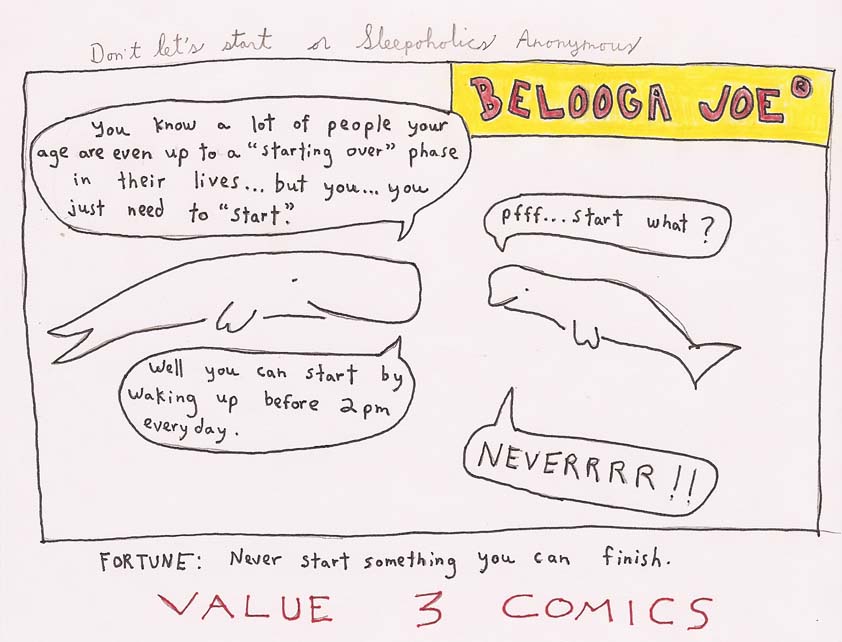 Don't let's start or Sleepoholics Anonymous
BELOOGA JOE®
You know a lot of people your
age are even up to a "starting over" phase
in their lives... but you... you
just need to "start."
pfff... start what?
Well you can start by
waking up before 2pm
everyday.
NEVERRRR!!
FORTUNE: Never start something you can finish.
VALUE 3 COMICS